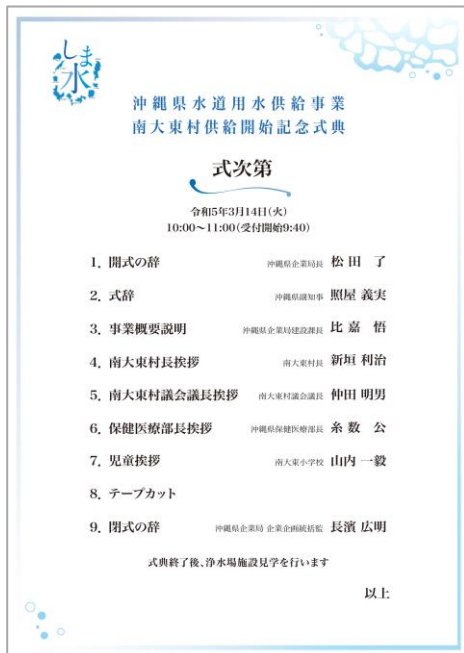 しま
水
沖縄県水道用水供給事業
南大東村供給開始記念式典
式次第
令和5年3月14日(火)
10:00～11:00(受付開始9:40)
1. 開式の辞 沖縄県企業局長 松田 了
2. 式辞 沖縄県副知事 照屋 義実
3. 事業概要説明 沖縄県企業局建設課長 比嘉 悟
4. 南大東村長挨拶 南大東村長 新垣 利治
5. 南大東村議会議長挨拶 南大東村議会議長 仲田 明男
6. 保健医療部長挨拶 沖縄県保健医療部長 糸数 公
7. 児童挨拶 南大東小学校 山内 一毅
8. テープカット
9. 閉式の辞 沖縄県企業局 企業企画統括監 長濱 広明
式典終了後、浄水場施設見学を行います
以上